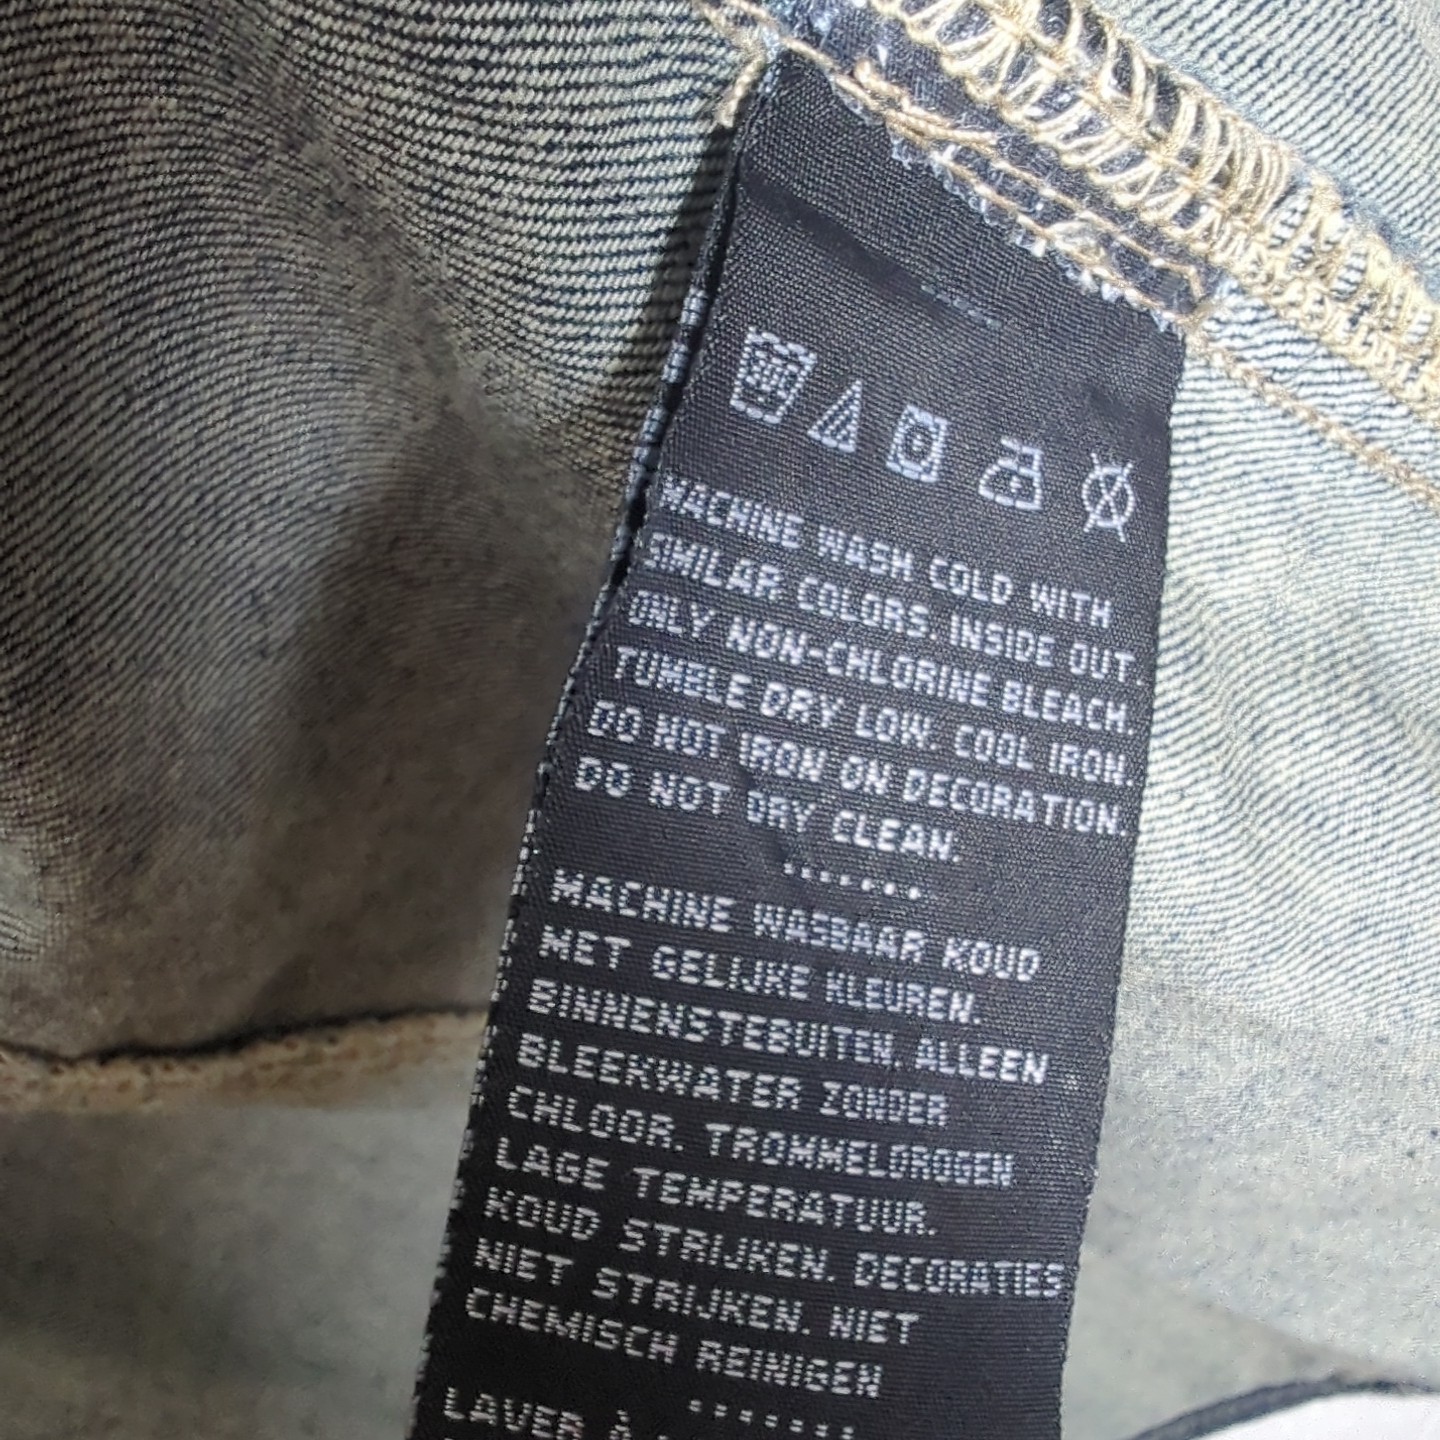 MACHINE WASH COLD WITH
SIMILAR COLORS. INSIDE OUT.
ONLY NON-CHLORINE BLEACH.
TUMBLE DRY LOW. COOL IRON.
DO NOT IRON ON DECORATION.
DO NOT DRY CLEAN.
MACHINE WASBAAR KOUD
MET GELIJKE KLEUREN.
BINNENSTEBUITEN. ALLEEN
BLEEKWATER ZONDER
CHLOOR. TROMMELDROGEN
LAGE TEMPERATUUR.
KOUD STRIJKEN. DECORATIES
NIET STRIJKEN. NIET
CHEMISCH REINIGEN
LAVER À